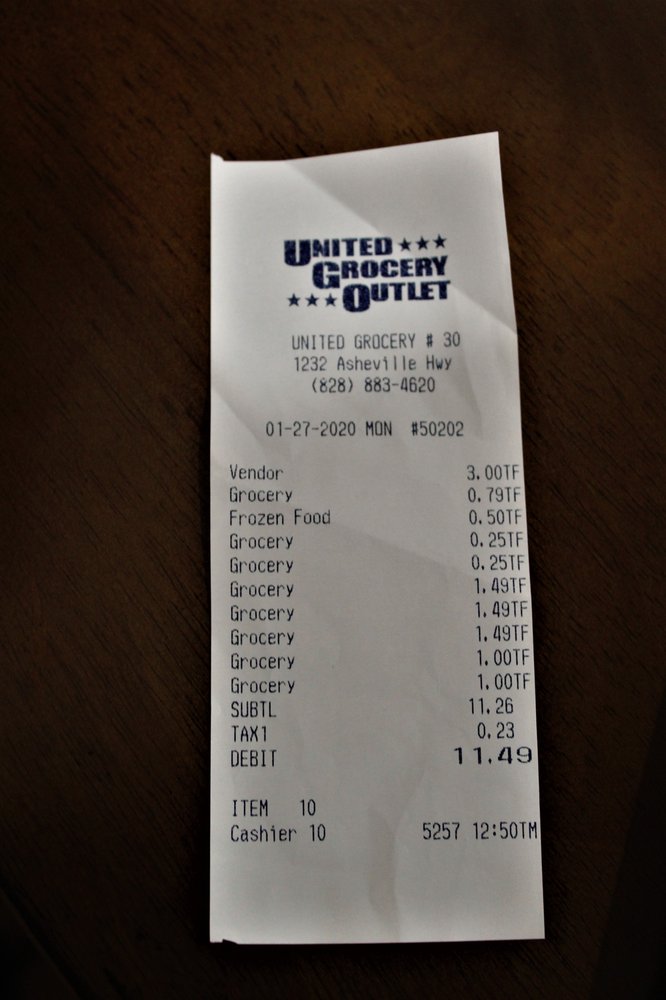 UNITED ★★★
GROCERY
★★★ OUTLET
UNITED GROCERY # 30
1232 Asheville Hwy
(828) 883-4620
01-27-2020 MON #50202
Vendor 3.00TF
Grocery 0.79TF
Frozen Food 0.50TF
Grocery 0.25TF
Grocery 0.25TF
Grocery 1.49TF
Grocery 1.49TF
Grocery 1.49TF
Grocery 1.00TF
Grocery 1.00TF
SUBTL 11.26
TAX1 0.23
DEBIT 11.49
ITEM 10
Cashier 10 5257 12:50TM